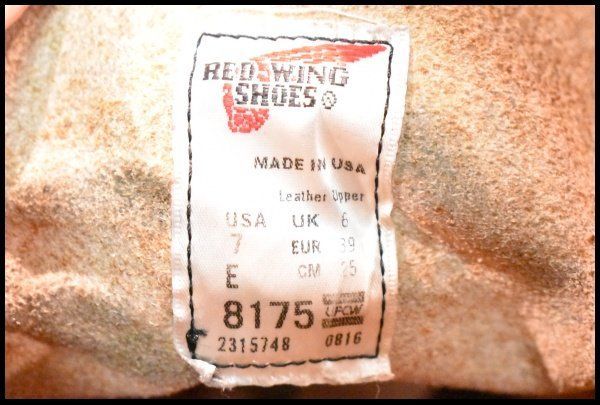 RED WING
SHOES ®
MADE IN USA
Leather Upper
USA UK 6
7 EUR 39
E CM 25
8175 UFCW
2315748 0816